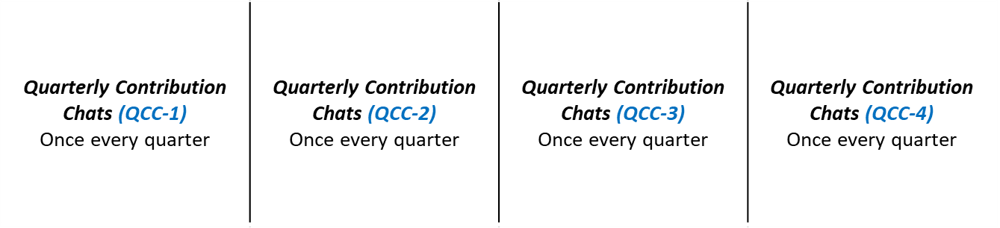 Quarterly Contribution
Chats (QCC-1)
Once every quarter
Quarterly Contribution
Chats (QCC-2)
Once every quarter
Quarterly Contribution
Chats (QCC-3)
Once every quarter
Quarterly Contribution
Chats (QCC-4)
Once every quarter